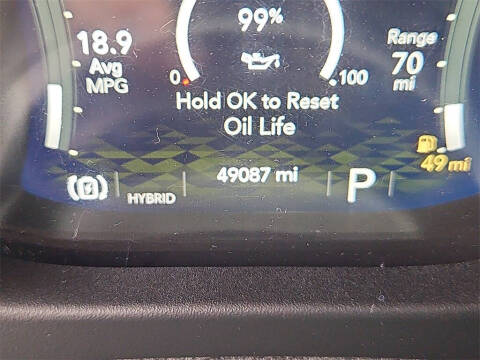 99%
18.9
Avg
MPG
Range
70
mi
0
100
Hold OK to Reset
Oil Life
49 mi
49087 mi
P
HYBRID